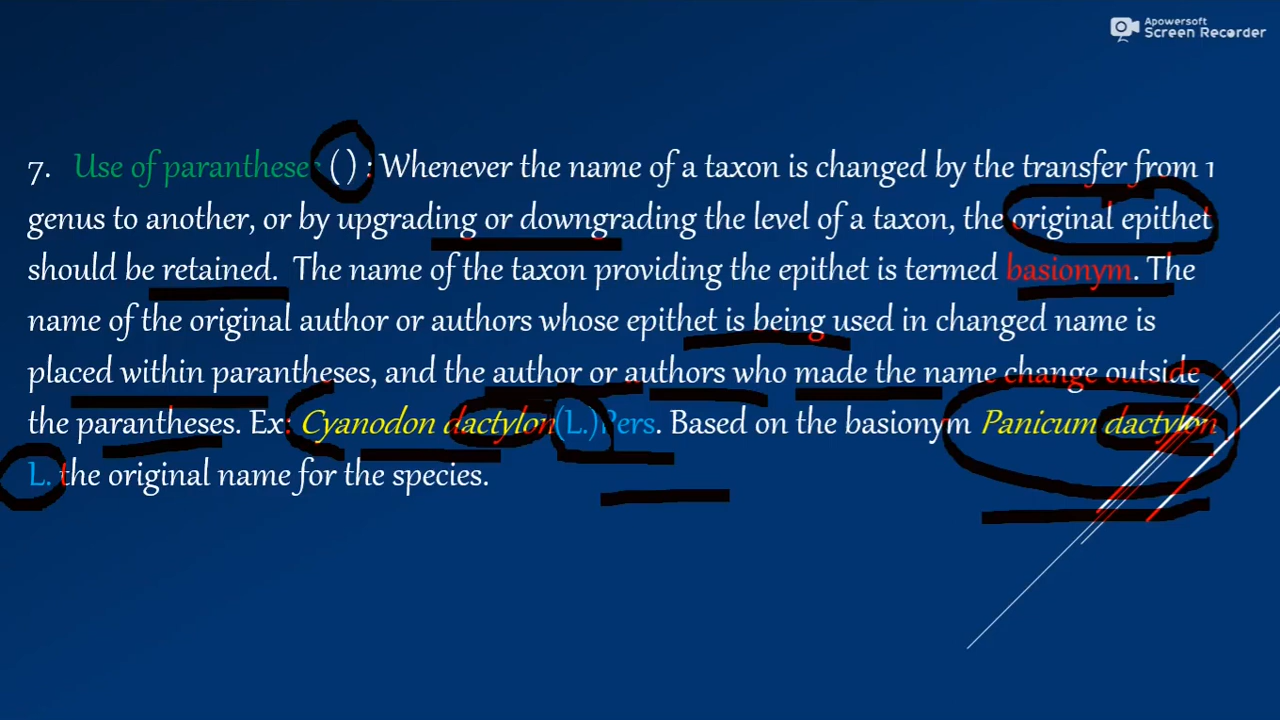 Apowersoft
Screen Recorder
7. Use of parantheses ( ) : Whenever the name of a taxon is changed by the transfer from 1
genus to another, or by upgrading or downgrading the level of a taxon, the original epithet
should be retained. The name of the taxon providing the epithet is termed basionym. The
name of the original author or authors whose epithet is being used in changed name is
placed within parantheses, and the author or authors who made the name change outside
the parantheses. Ex: Cyanodon dactylon(L.)Pers. Based on the basionym Panicum dactylon
L. the original name for the species.